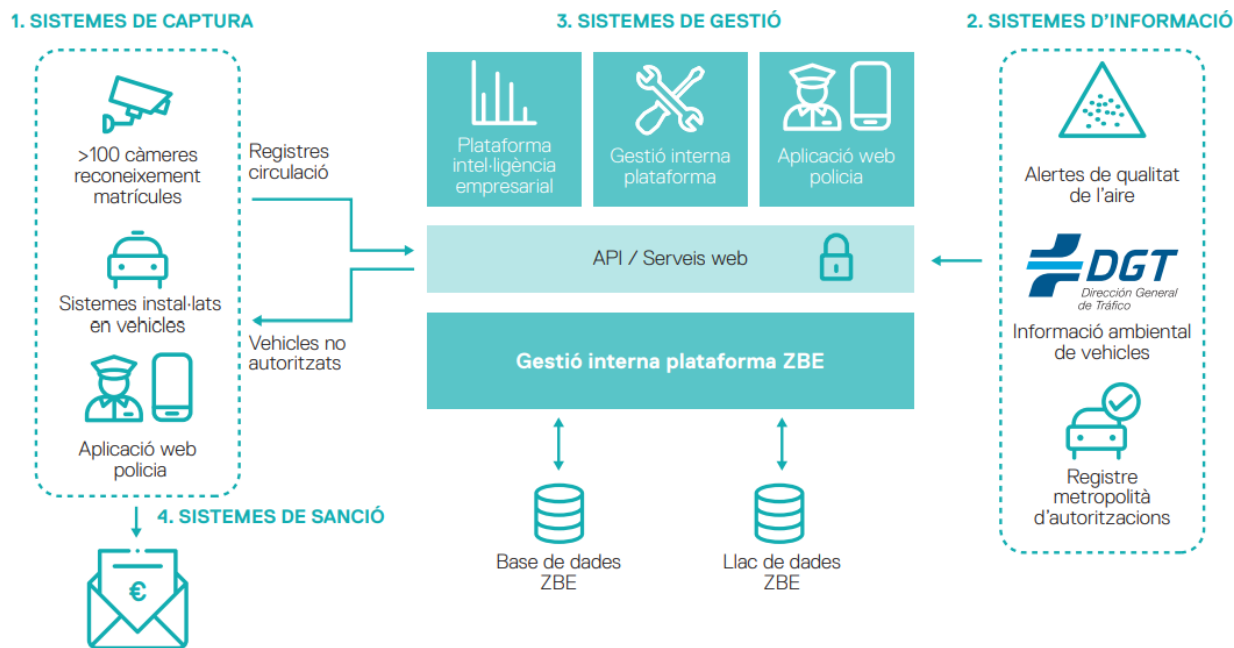 1. SISTEMES DE CAPTURA
>100 càmeres
reconeixement
matrícules
Sistemes instal·lats
en vehicles
Aplicació web
policia
Registres
circulació
Vehicles no
autoritzats
3. SISTEMES DE GESTIÓ
Plataforma
intel·ligència
empresarial
Gestió interna
plataforma
Aplicació web
policia
API / Serveis web
Gestió interna plataforma ZBE
Base de dades
ZBE
Llac de dades
ZBE
2. SISTEMES D'INFORMACIÓ
Alertes de qualitat
de l'aire
DGT
Dirección General
de Tráfico
Informació ambiental
de vehicles
Registre
metropolità
d'autoritzacions
4. SISTEMES DE SANCIÓ
€